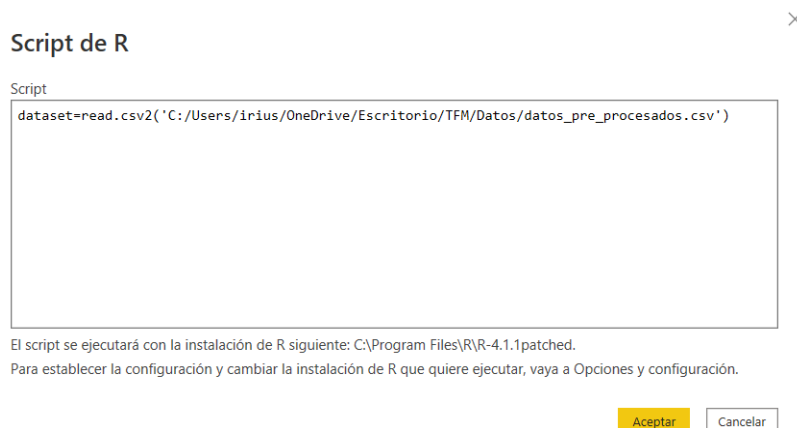 Script de R
Script
dataset=read.csv2('C:/Users/irius/OneDrive/Escritorio/TFM/Datos/datos_pre_procesados.csv')
El script se ejecutará con la instalación de R siguiente: C:\Program Files\R\R-4.1.1patched.
Para establecer la configuración y cambiar la instalación de R que quiere ejecutar, vaya a Opciones y configuración.
Aceptar Cancelar